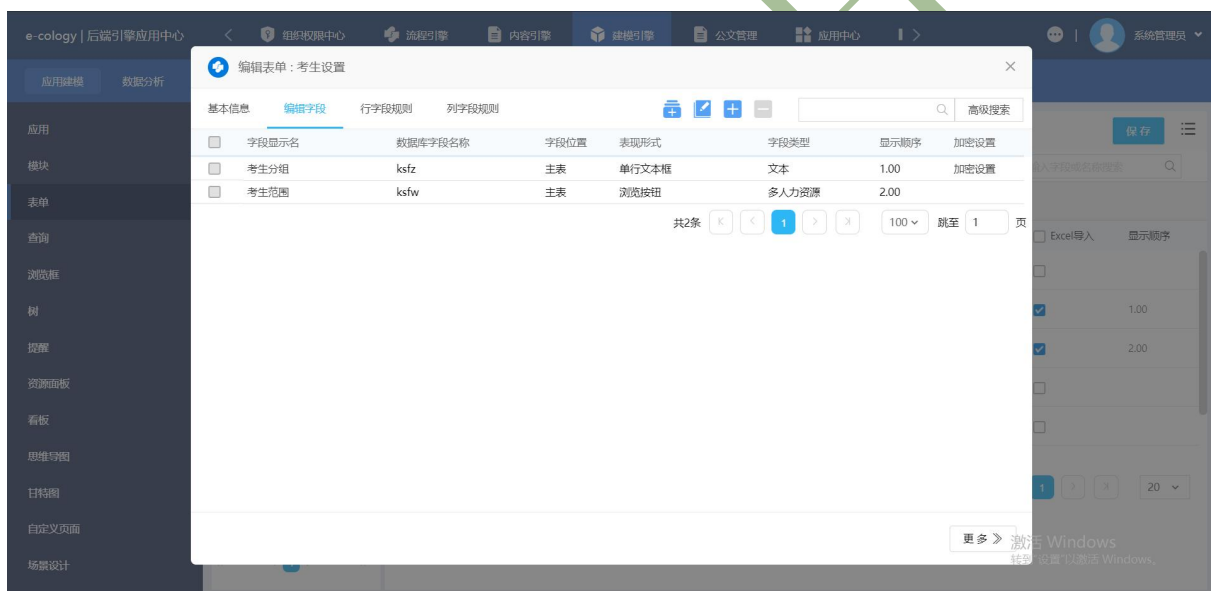 e-cology | 后端引擎应用中心 组织权限中心 流程引擎 内容引擎 建模引擎 公文管理 应用中心 系统管理员
应用建模 数据分析
编辑表单 : 考生设置
基本信息 编辑字段 行字段规则 列字段规则 高级搜索
保存
字段显示名 数据库字段名称 字段位置 表现形式 字段类型 显示顺序 加密设置
考生分组 ksfz 主表 单行文本框 文本 1.00 加密设置
考生范围 ksfw 主表 浏览按钮 多人力资源 2.00
共2条 1 100 跳至 1 页
Excel导入 显示顺序
1.00
2.00
1 20
应用
模块
表单
查询
浏览框
树
提醒
资源面板
看板
思维导图
甘特图
自定义页面
场景设计
更多
激活 Windows
转到"设置"以激活 Windows。